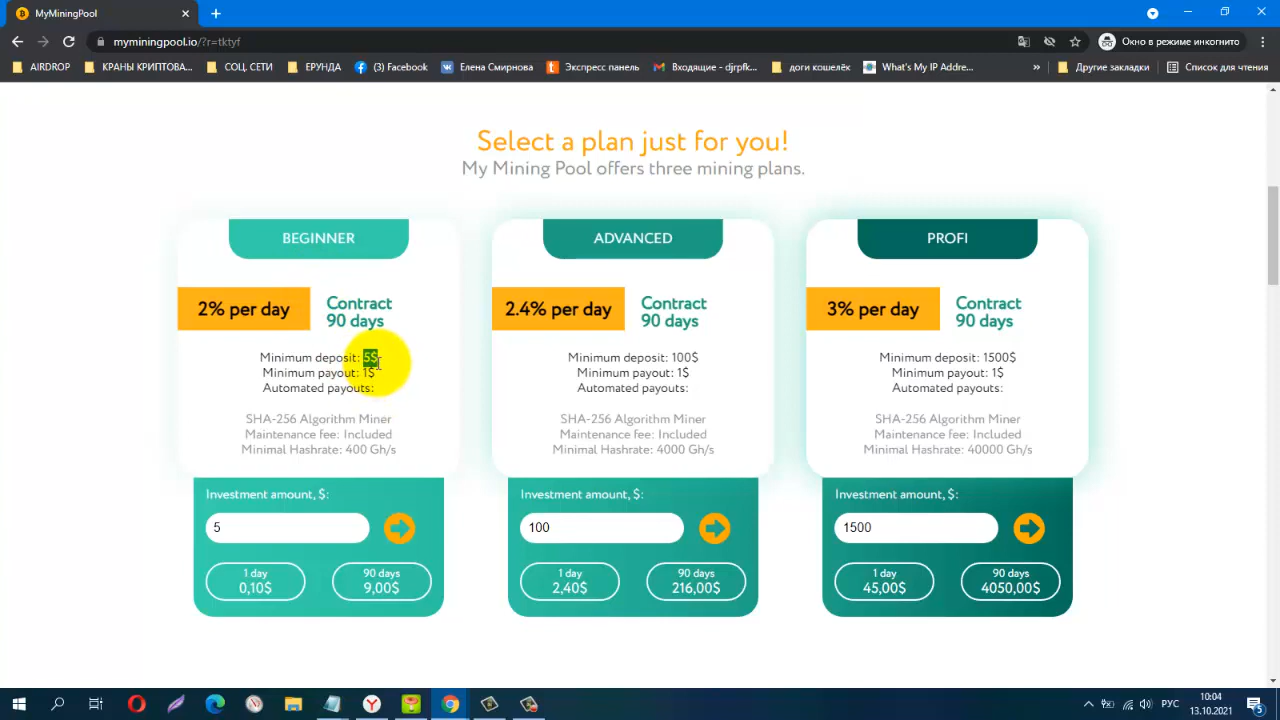 MyMiningPool
myminingpool.io/?r=tktyf
Окно в режиме инкогнито
AIRDROP
КРАНЫ КРИПТОВА...
СОЦ.СЕТИ
ЕРУНДА
(3) Facebook
Елена Смирнова
Экспресс панель
Входящие - djrpfk...
доги кошелёк
What's My IP Addre...
»
Другие закладки
Список для чтения
Select a plan just for you!
My Mining Pool offers three mining plans.
BEGINNER
2% per day
Contract
90 days
Minimum deposit: 5$
Minimum payout: 1$
Automated payouts:
SHA-256 Algorithm Miner
Maintenance fee: Included
Minimal Hashrate: 400 Gh/s
Investment amount, $:
5
1 day
0,10$
90 days
9,00$
ADVANCED
2.4% per day
Contract
90 days
Minimum deposit: 100$
Minimum payout: 1$
Automated payouts:
SHA-256 Algorithm Miner
Maintenance fee: Included
Minimal Hashrate: 4000 Gh/s
Investment amount, $:
100
1 day
2,40$
90 days
216,00$
PROFI
3% per day
Contract
90 days
Minimum deposit: 1500$
Minimum payout: 1$
Automated payouts:
SHA-256 Algorithm Miner
Maintenance fee: Included
Minimal Hashrate: 40000 Gh/s
Investment amount, $:
1500
1 day
45,00$
90 days
4050,00$
РУС
10:04
13.10.2021
5